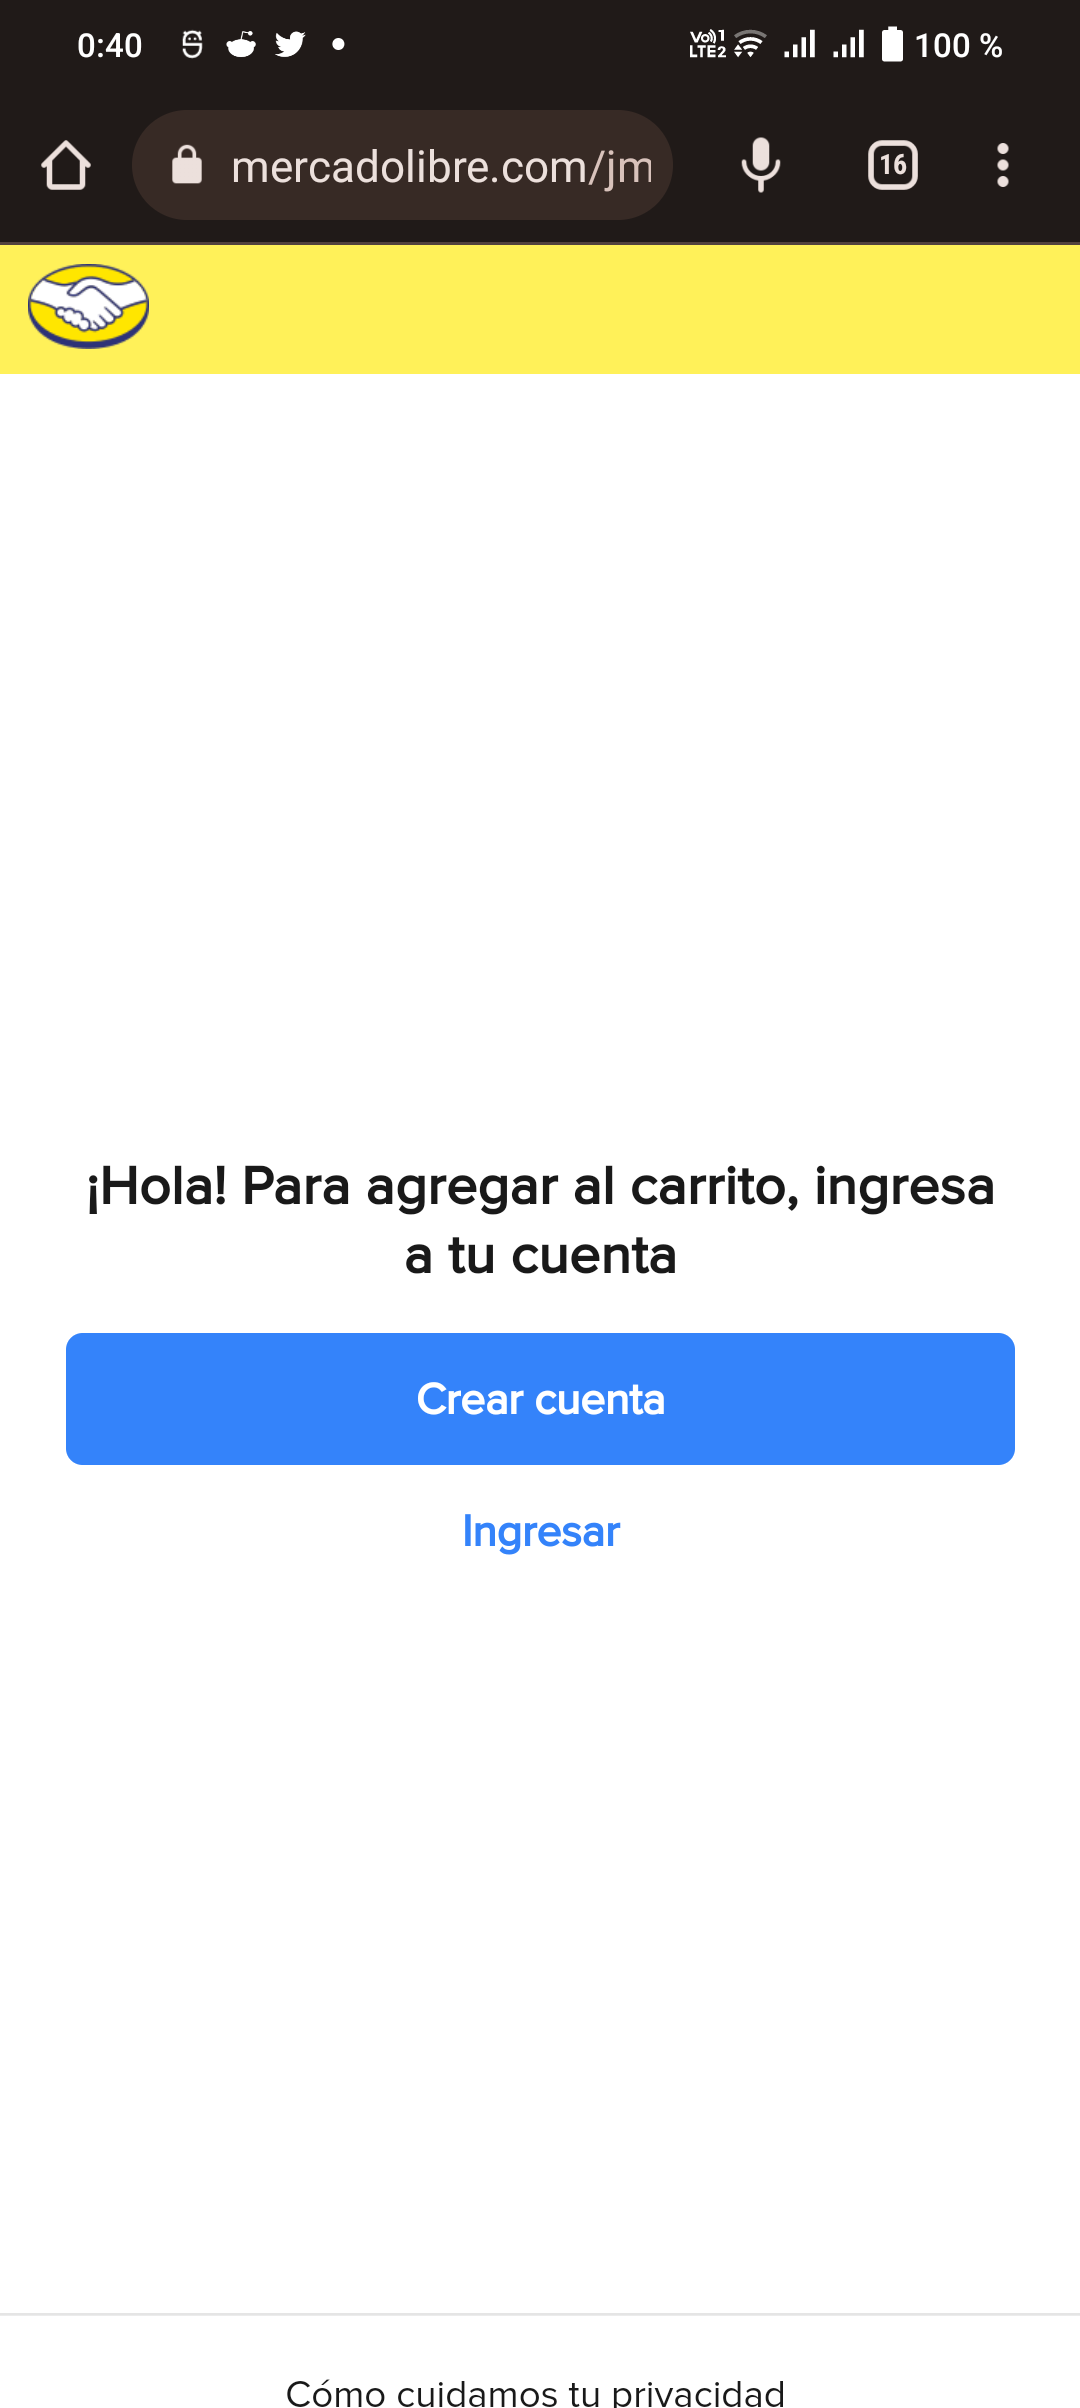 0:40
Vo))1 LTE2 100 %
mercadolibre.com/jm
16
¡Hola! Para agregar al carrito, ingresa
a tu cuenta
Crear cuenta
Ingresar
Cómo cuidamos tu privacidad